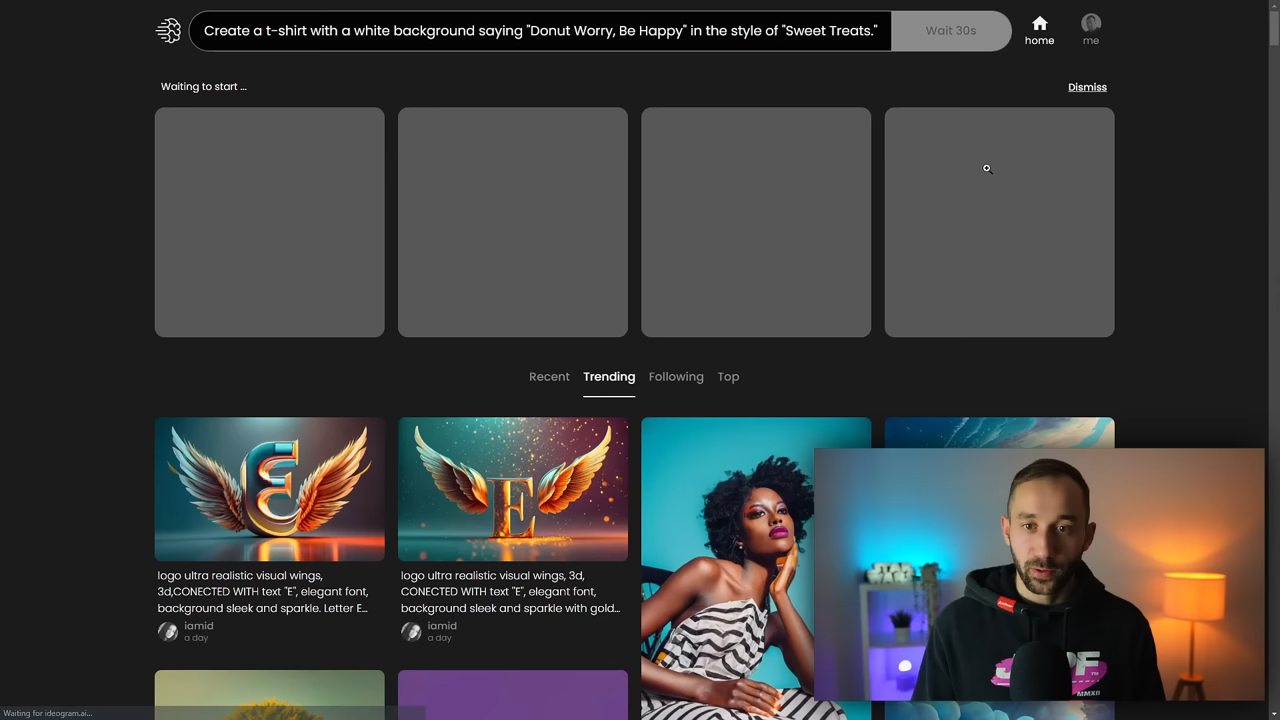 Create a t-shirt with a white background saying "Donut Worry, Be Happy" in the style of "Sweet Treats."
Wait 30s
home
me
Waiting to start ...
Dismiss
Recent
Trending
Following
Top
E
E
logo ultra realistic visual wings,
3d,CONECTED WITH text "E", elegant font,
background sleek and sparkle. Letter E...
iamid
a day
logo ultra realistic visual wings, 3d,
CONECTED WITH text "E", elegant font,
background sleek and sparkle with gold...
iamid
a day
MMXII
Waiting for ideogram.ai...